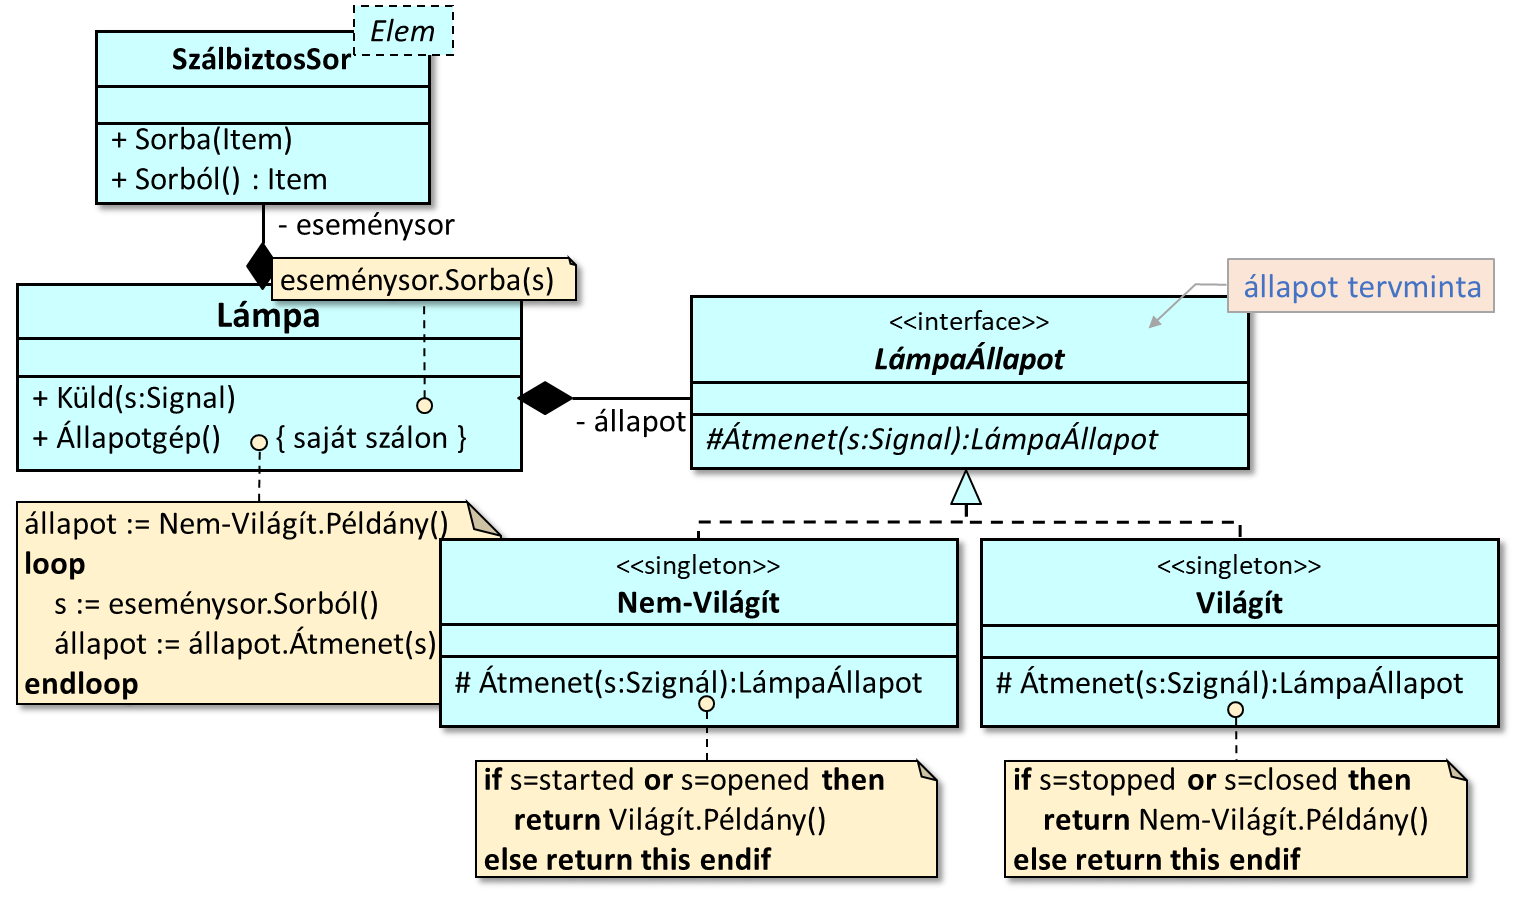 Elem
SzálbiztosSor
+ Sorba(Item)
+ Sorból() : Item
- eseménysor
eseménysor.Sorba(s)
Lámpa
+ Küld(s:Signal)
+ Állapotgép() { saját szálon }
- állapot
állapot tervminta
<<interface>>
LámpaÁllapot
#Átmenet(s:Signal):LámpaÁllapot
állapot := Nem-Világít.Példány()
loop
s := eseménysor.Sorból()
állapot := állapot.Átmenet(s)
endloop
<<singleton>>
Nem-Világít
# Átmenet(s:Szignál):LámpaÁllapot
if s=started or s=opened then
return Világít.Példány()
else return this endif
<<singleton>>
Világít
# Átmenet(s:Szignál):LámpaÁllapot
if s=stopped or s=closed then
return Nem-Világít.Példány()
else return this endif